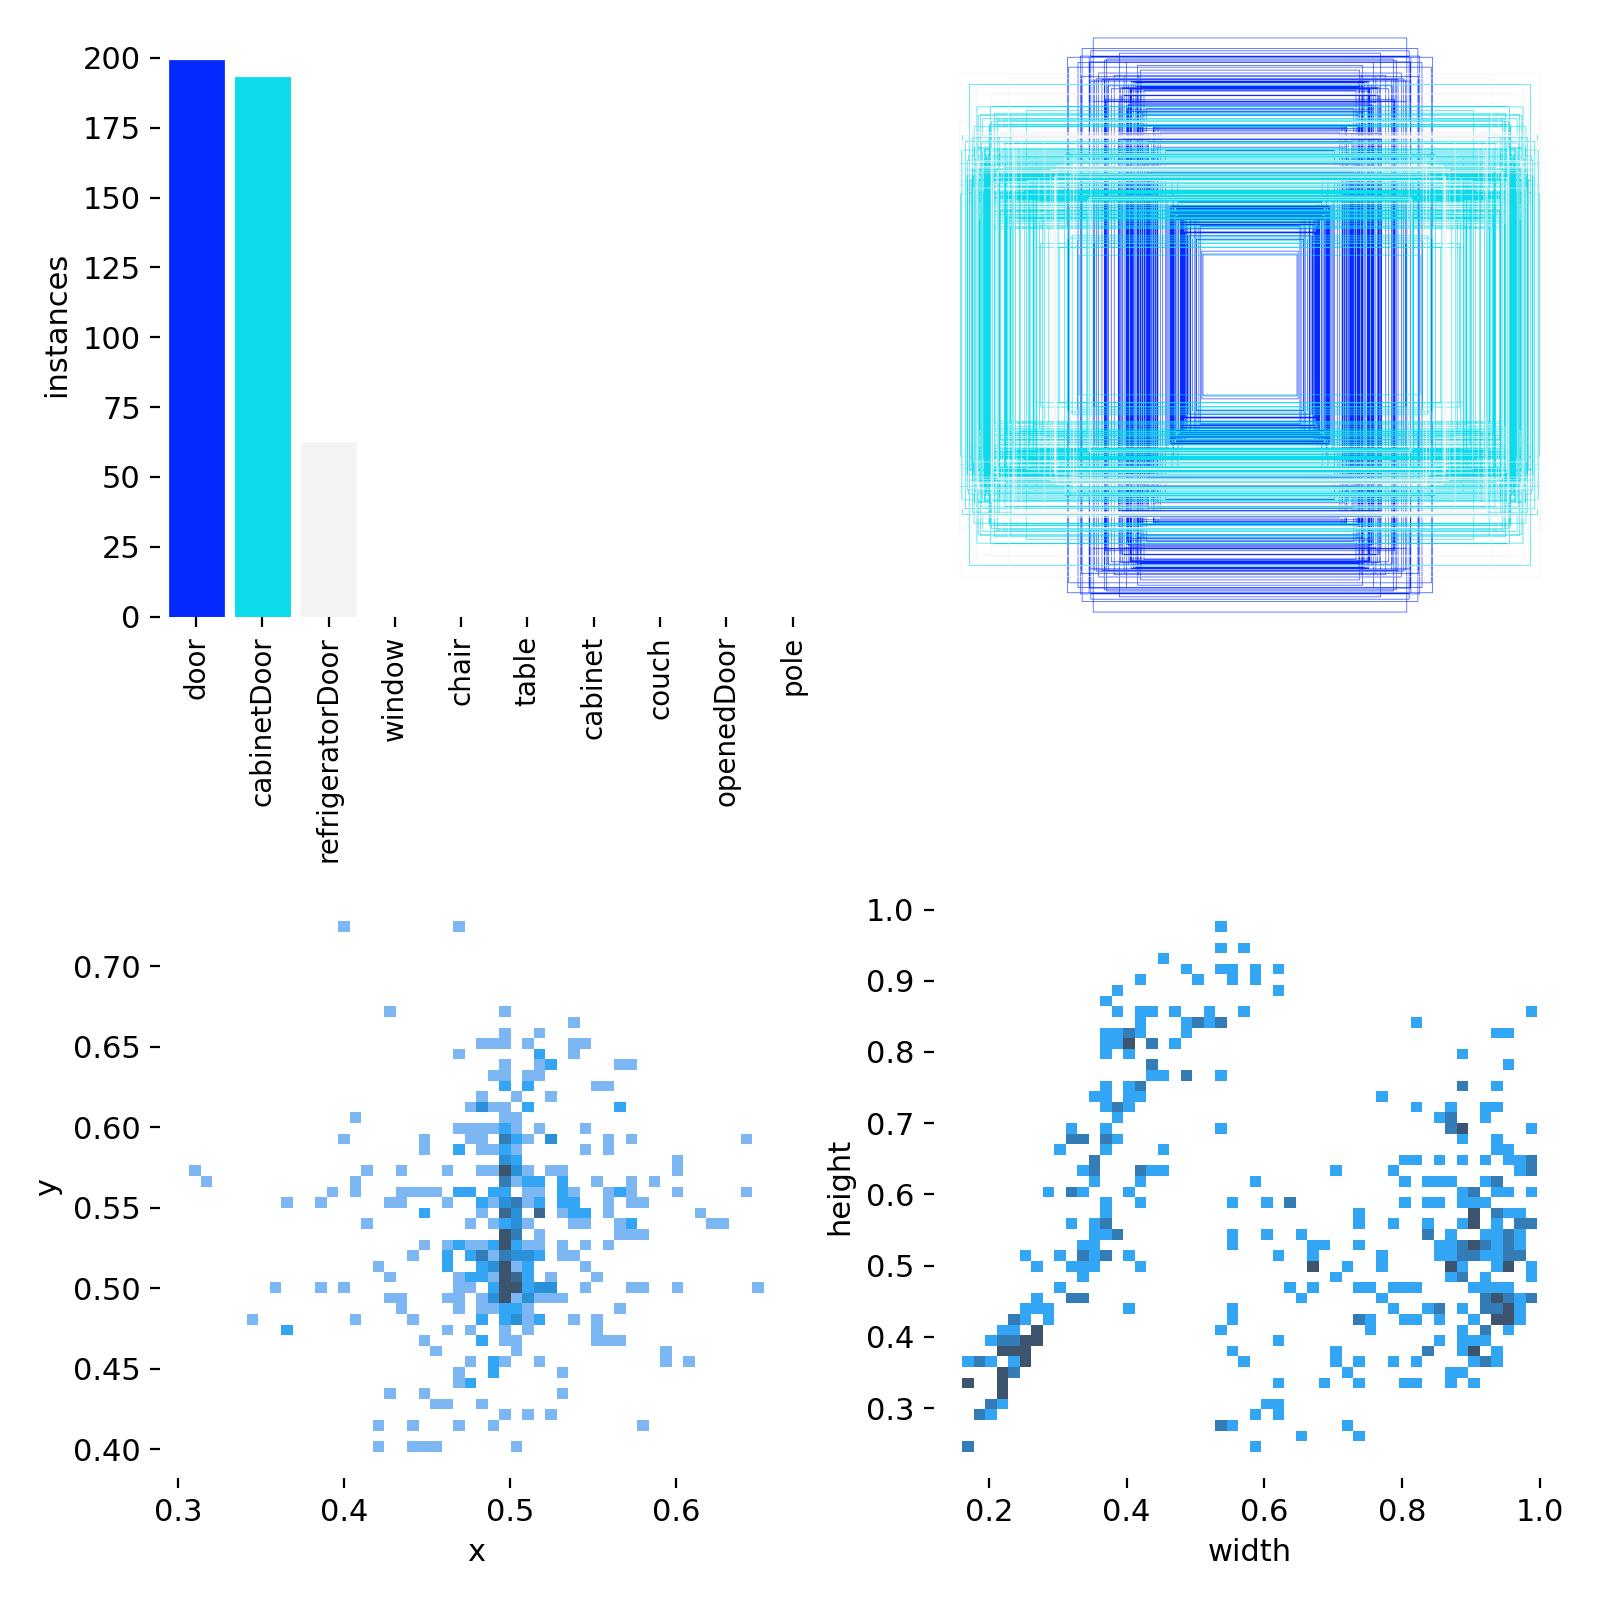 200
175
150
125
100
75
50
25
0
instances
door
cabinetDoor
refrigeratorDoor
window
chair
table
cabinet
couch
openedDoor
pole
0.70
0.65
0.60
0.55
0.50
0.45
0.40
y
0.3 0.4 0.5 0.6
x
1.0
0.9
0.8
0.7
0.6
0.5
0.4
0.3
height
0.2 0.4 0.6 0.8 1.0
width